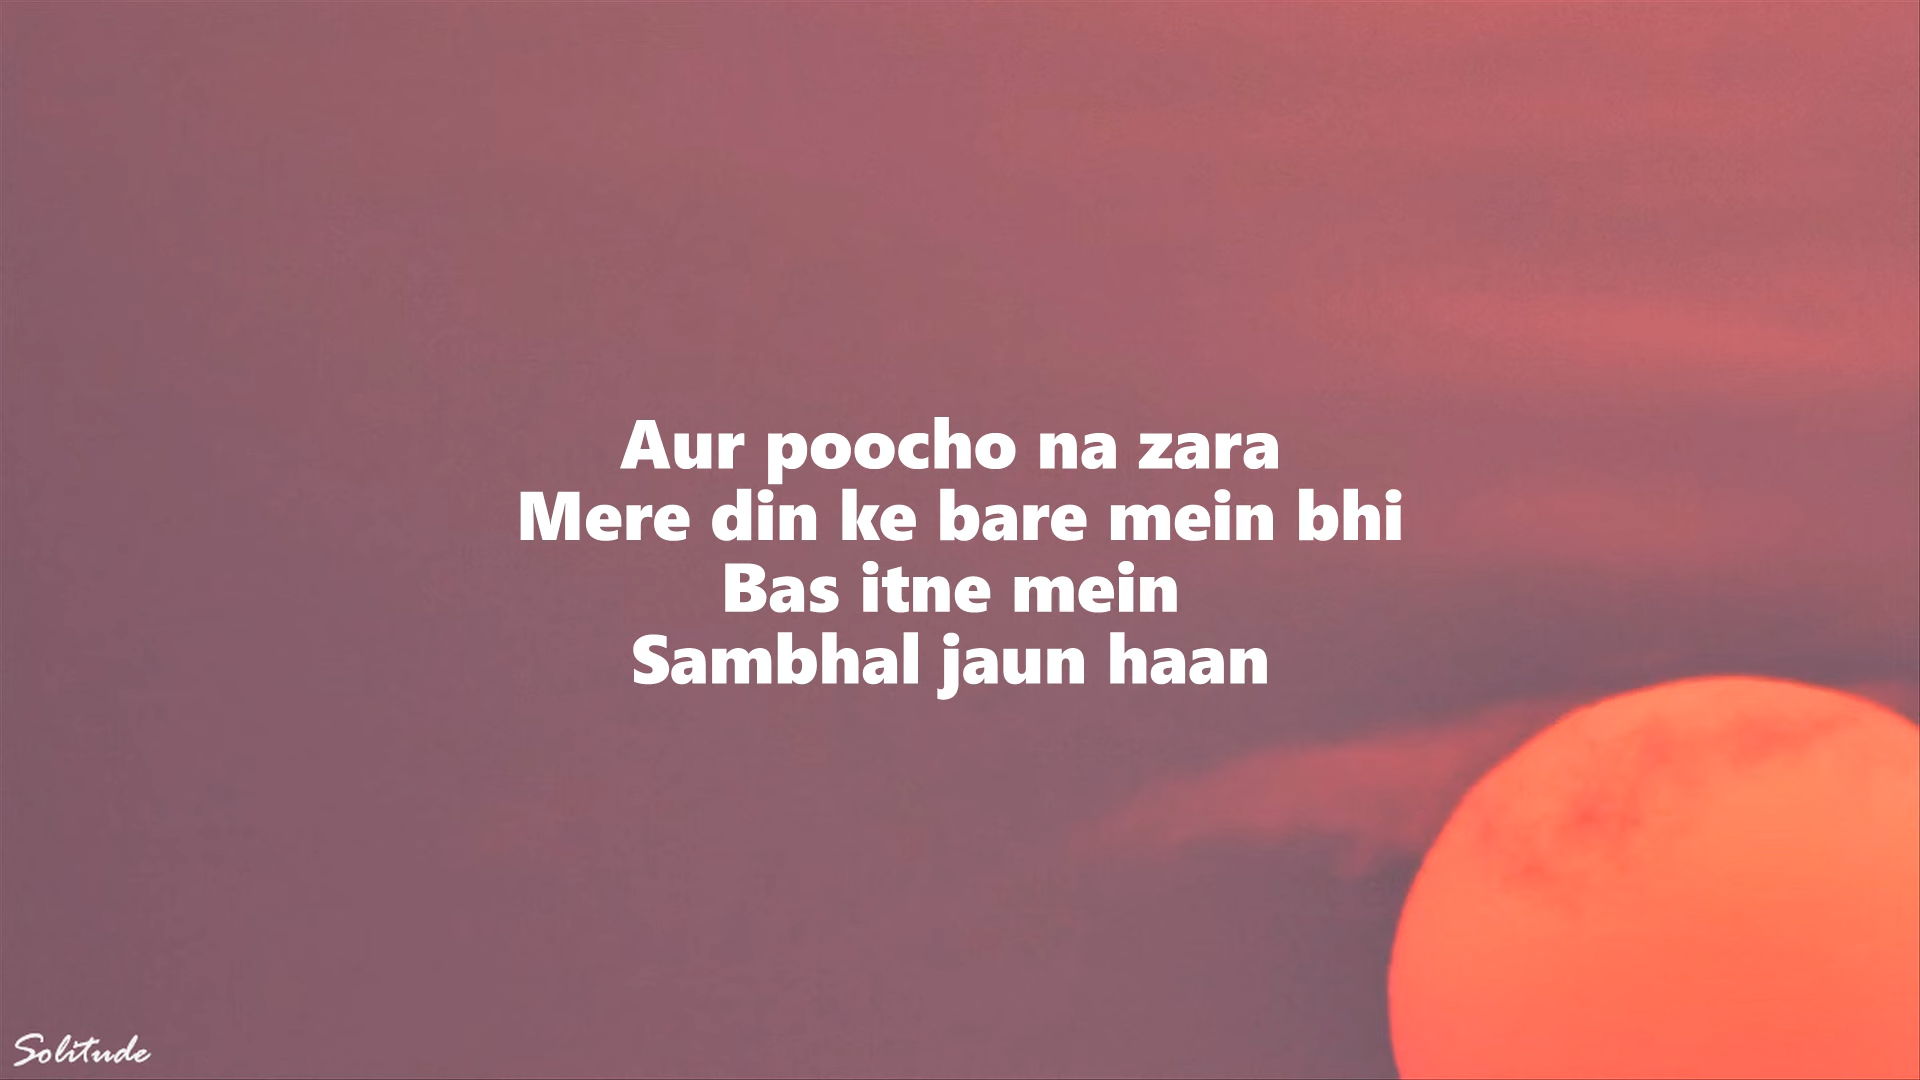 Aur poocho na zara
Mere din ke bare mein bhi
Bas itne mein
Sambhal jaun haan
Solitude